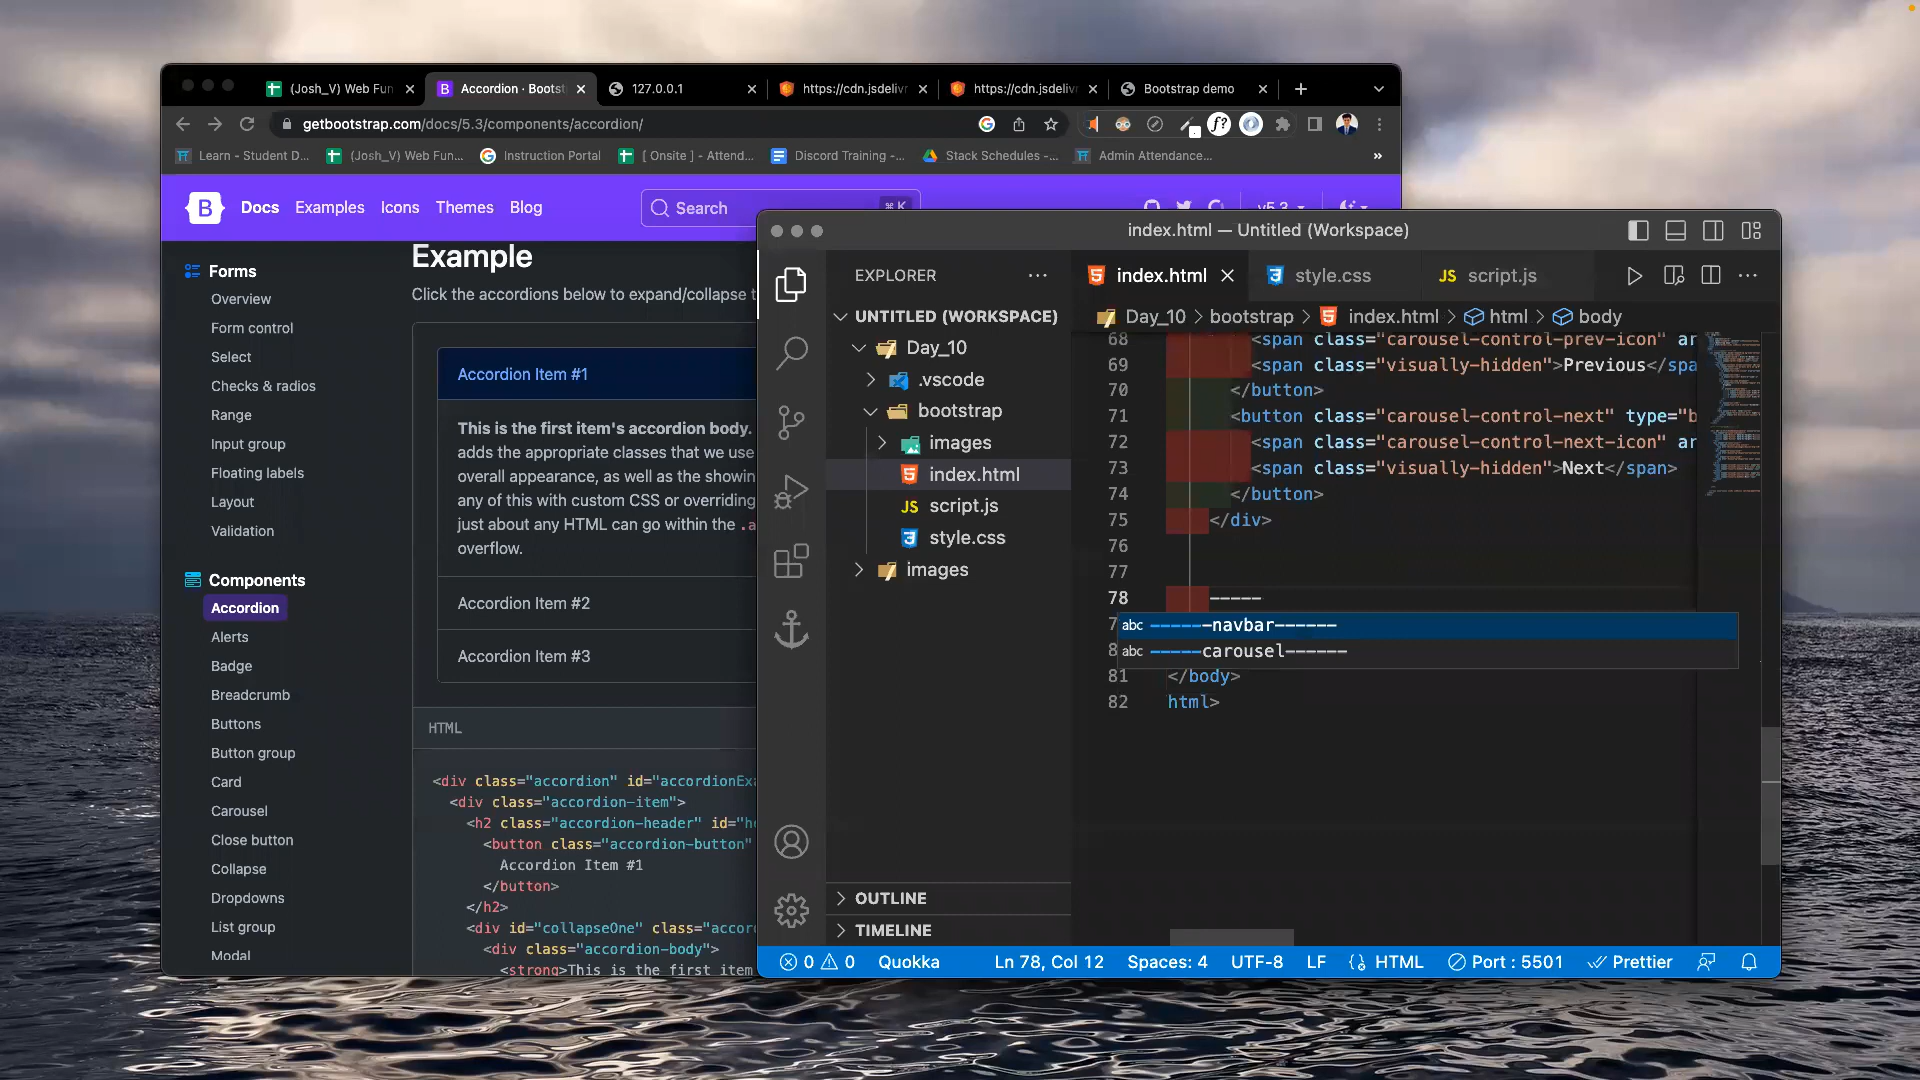 (Josh_V) Web Fun
Accordion · Bootst
127.0.0.1
https://cdn.jsdelivr
https://cdn.jsdelivr
Bootstrap demo
getbootstrap.com/docs/5.3/components/accordion/
Learn - Student D...
(Josh_V) Web Fun...
Instruction Portal
[ Onsite ] - Attend...
Discord Training -...
Stack Schedules -...
Admin Attendance...
B
Docs
Examples
Icons
Themes
Blog
Search
⌘ K
v5.3
Forms
Overview
Form control
Select
Checks & radios
Range
Input group
Floating labels
Layout
Validation
Components
Accordion
Alerts
Badge
Breadcrumb
Buttons
Button group
Card
Carousel
Close button
Collapse
Dropdowns
List group
Modal
Example
Click the accordions below to expand/collapse t
Accordion Item #1
This is the first item's accordion body.
adds the appropriate classes that we use
overall appearance, as well as the showin
any of this with custom CSS or overriding
just about any HTML can go within the .a
overflow.
Accordion Item #2
Accordion Item #3
HTML
<div class="accordion" id="accordionExa
<div class="accordion-item">
<h2 class="accordion-header" id="he
<button class="accordion-button"
Accordion Item #1
</button>
</h2>
<div id="collapseOne" class="accor
<div class="accordion-body">
<strong>This is the first item
index.html — Untitled (Workspace)
EXPLORER
UNTITLED (WORKSPACE)
Day_10
.vscode
bootstrap
images
index.html
JS script.js
style.css
images
OUTLINE
TIMELINE
index.html
style.css
JS script.js
Day_10 > bootstrap > index.html > html > body
68 <span class="carousel-control-prev-icon" ar
69 <span class="visually-hidden">Previous</spa
70 </button>
71 <button class="carousel-control-next" type="b
72 <span class="carousel-control-next-icon" ar
73 <span class="visually-hidden">Next</span>
74 </button>
75 </div>
76
77
78 -----
7 abc ------navbar------
8 abc -----carousel------
81 </body>
82 html>
0 0 Quokka Ln 78, Col 12 Spaces: 4 UTF-8 LF HTML Port : 5501 Prettier